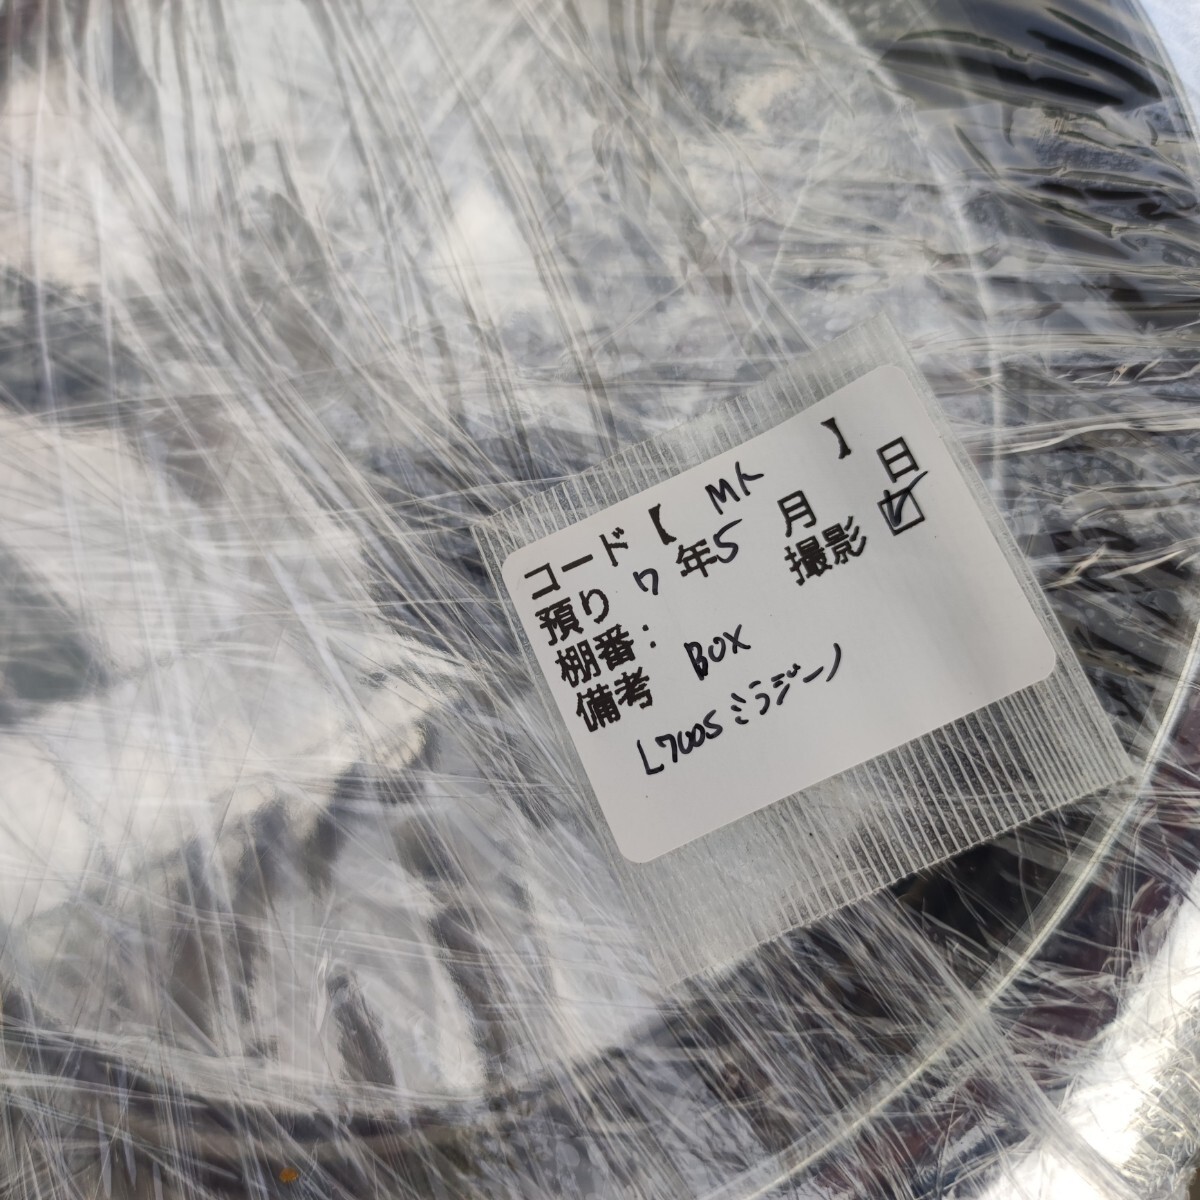 コード【 MK 】
預り 7 年 5 月 日
棚番: 撮影 ☑
備考 BOX
L700S ミラジーノ